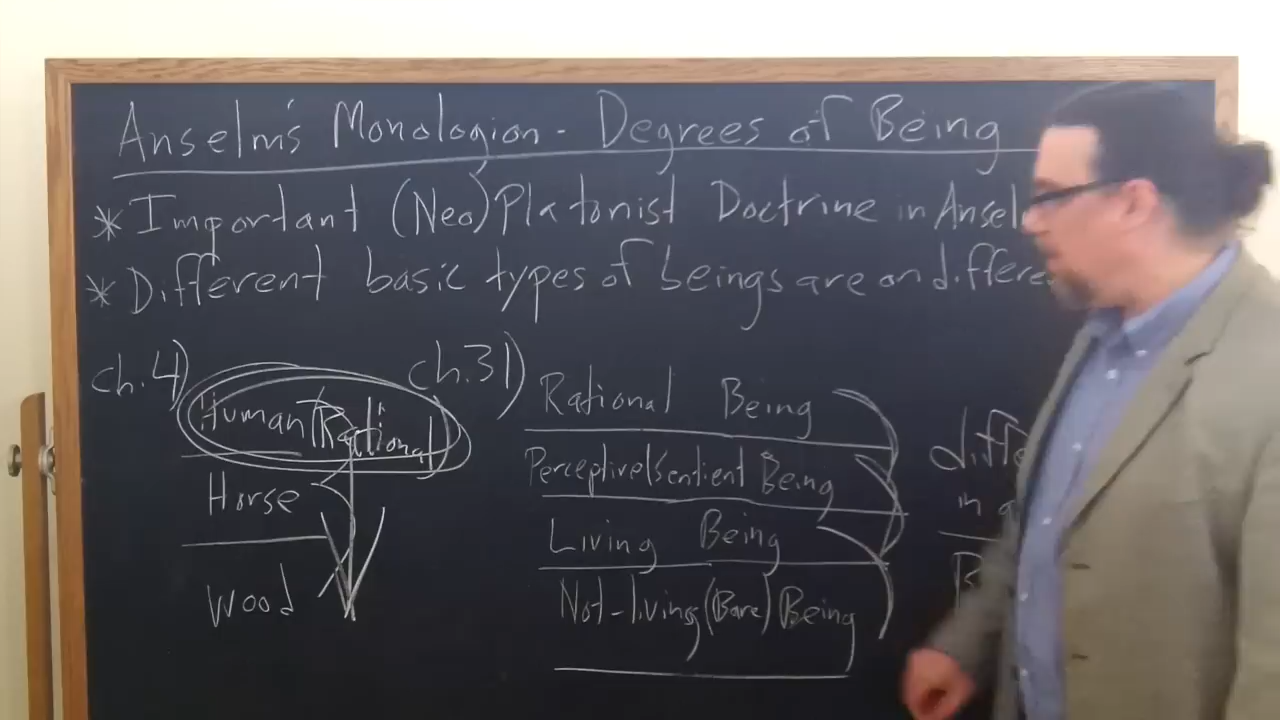 Anselm's Monologion - Degrees of Being
* Important (Neo)Platonist Doctrine in Ansel
* Different basic types of beings are on differe
ch. 4)
Human/Rational
Horse
Wood
ch. 31)
Rational Being
Perceptive/Sentient Being
Living Being
Not-living (Bare) Being
diff
in a
B